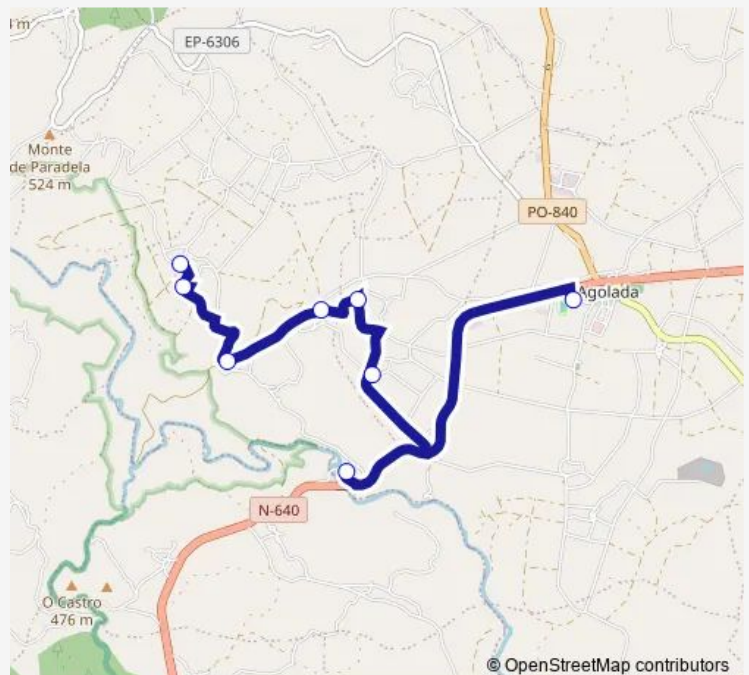 m
EP-6306
Monte
de Paradela
524 m
PO-840
Agolada
N-640
O Castro
476 m
© OpenStreetMap contributors